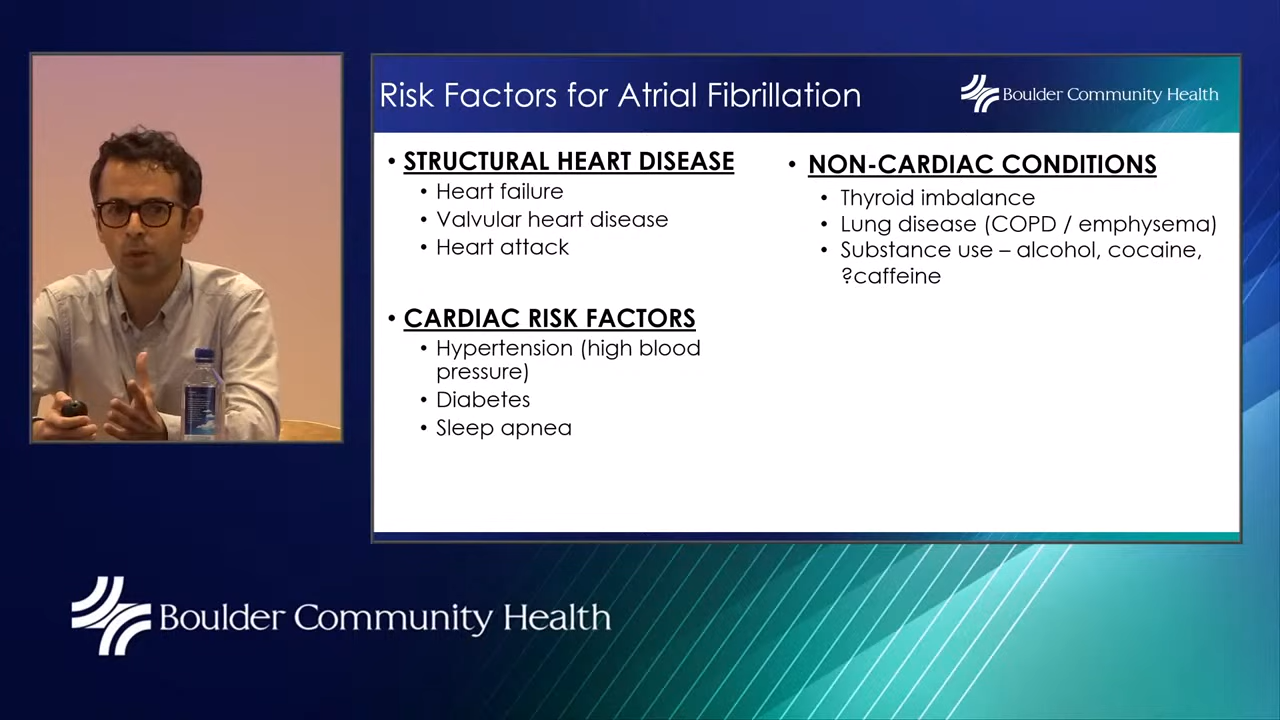 Risk Factors for Atrial Fibrillation
Boulder Community Health
• STRUCTURAL HEART DISEASE
• Heart failure
• Valvular heart disease
• Heart attack
• CARDIAC RISK FACTORS
• Hypertension (high blood
pressure)
• Diabetes
• Sleep apnea
• NON-CARDIAC CONDITIONS
• Thyroid imbalance
• Lung disease (COPD / emphysema)
• Substance use – alcohol, cocaine,
?caffeine
Boulder Community Health